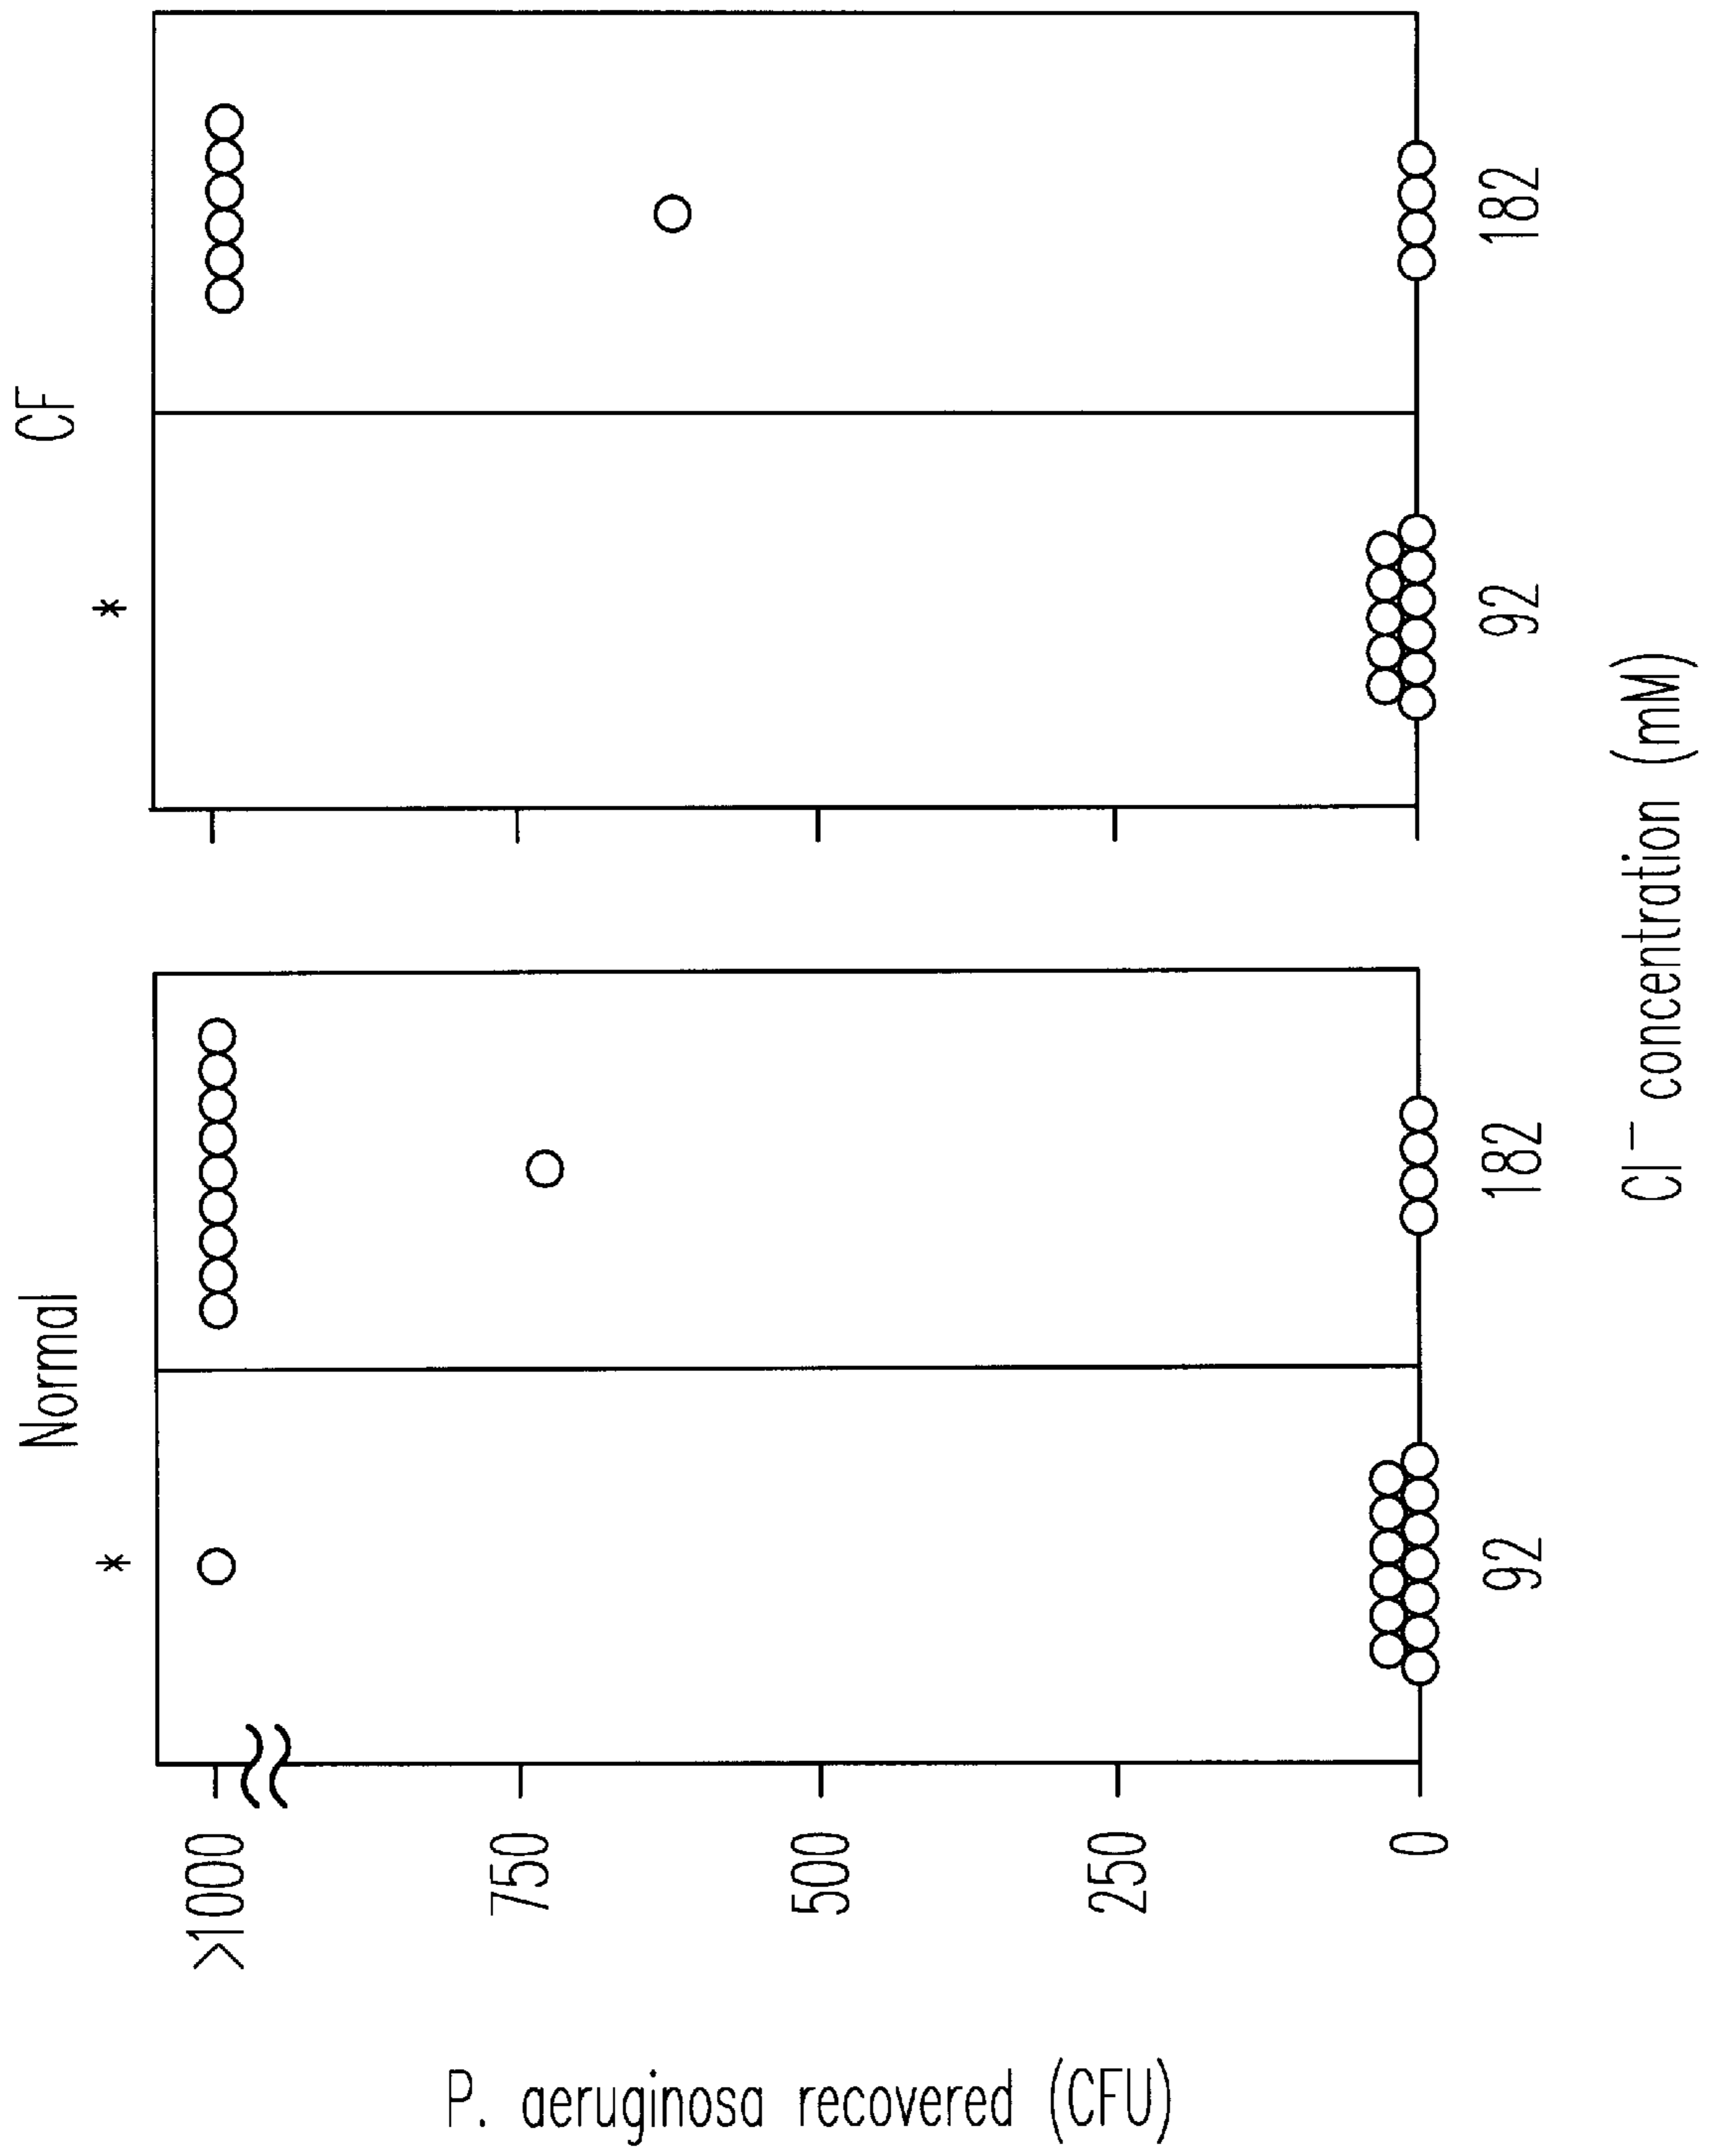 Normal
CF
*
*
>1000
750
500
250
0
P. aeruginosa recovered (CFU)
92
182
92
182
Cl− concentration (mM)